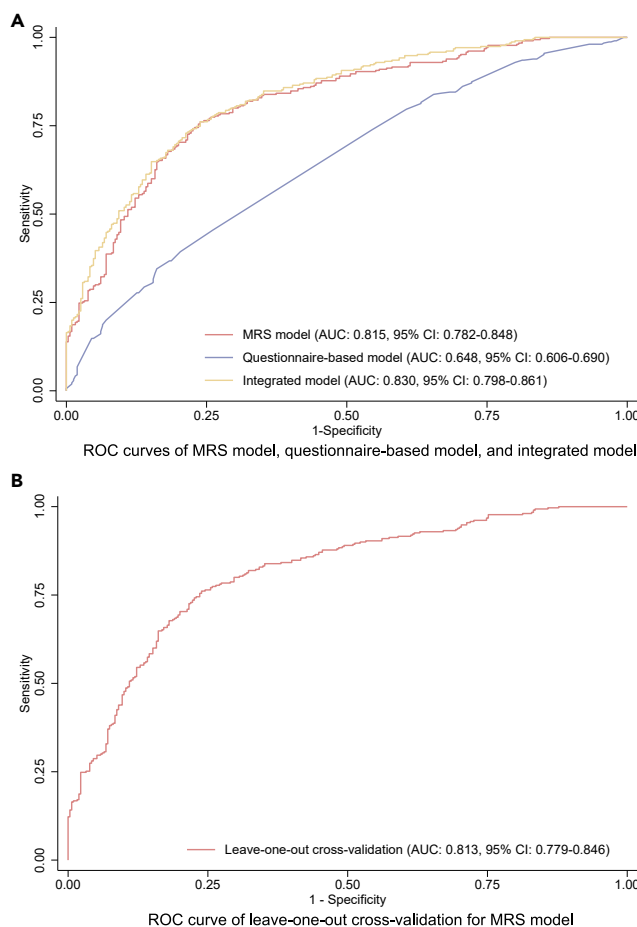 A
1.00
0.75
0.50
0.25
0.00
Sensitivity
MRS model (AUC: 0.815, 95% CI: 0.782-0.848)
Questionnaire-based model (AUC: 0.648, 95% CI: 0.606-0.690)
Integrated model (AUC: 0.830, 95% CI: 0.798-0.861)
0.00 0.25 0.50 0.75 1.00
1-Specificity
ROC curves of MRS model, questionnaire-based model, and integrated model
B
1.00
0.75
0.50
0.25
0.00
Sensitivity
Leave-one-out cross-validation (AUC: 0.813, 95% CI: 0.779-0.846)
0.00 0.25 0.50 0.75 1.00
1 - Specificity
ROC curve of leave-one-out cross-validation for MRS model